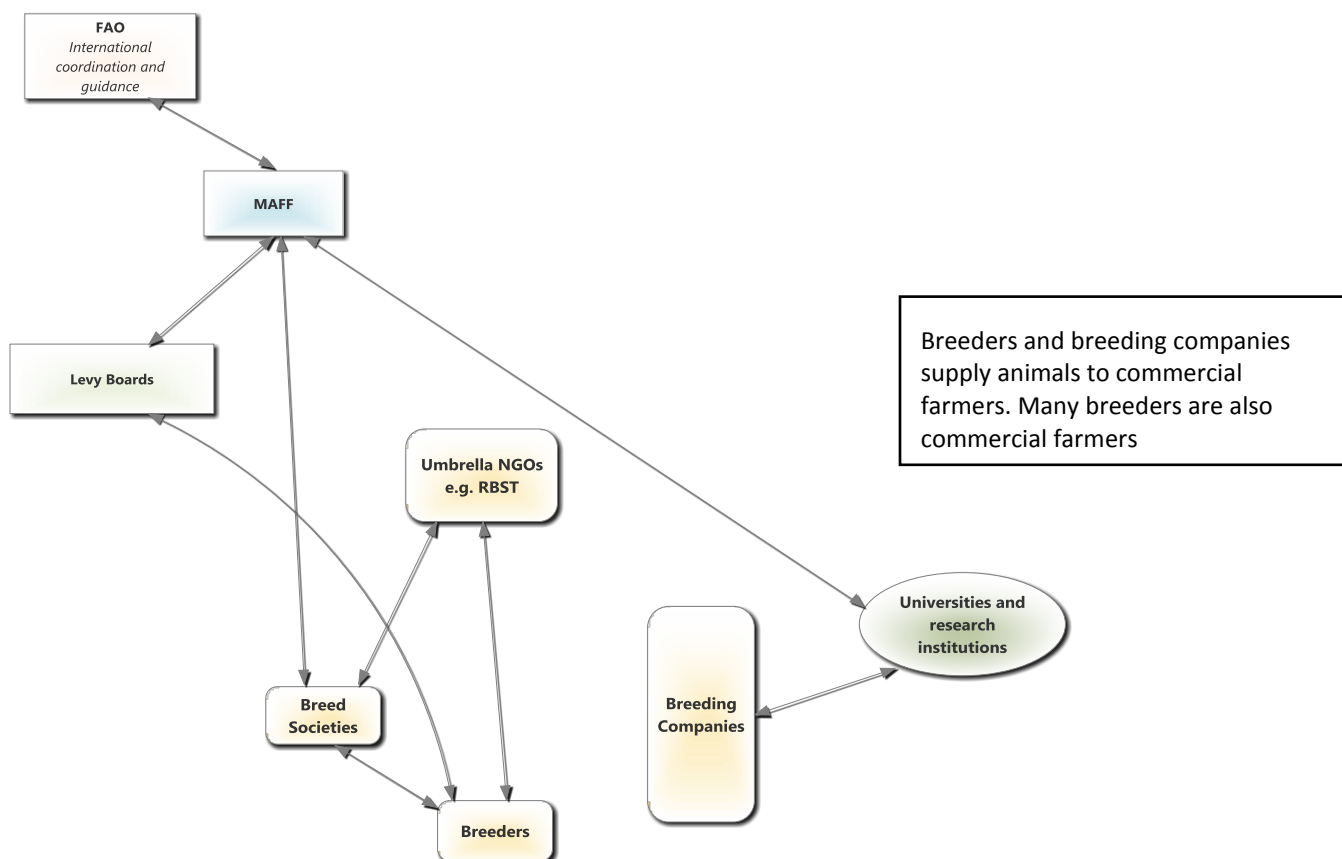 FAO
International
coordination and
guidance
MAFF
Levy Boards
Breeders and breeding companies
supply animals to commercial
farmers. Many breeders are also
commercial farmers
Umbrella NGOs
e.g. RBST
Universities and
research
institutions
Breed
Societies
Breeding
Companies
Breeders